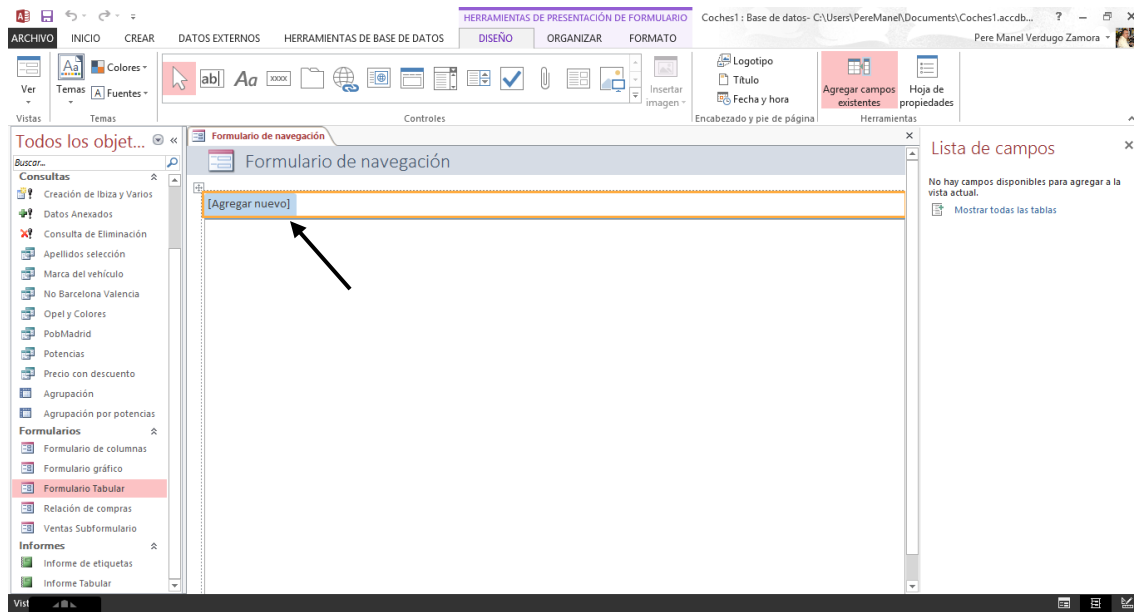 HERRAMIENTAS DE PRESENTACIÓN DE FORMULARIO Coches1 : Base de datos- C:\Users\PereManel\Documents\Coches1.accdb... ?
ARCHIVO INICIO CREAR DATOS EXTERNOS HERRAMIENTAS DE BASE DE DATOS DISEÑO ORGANIZAR FORMATO Pere Manel Verdugo Zamora
Ver
Vistas
Aa
Temas
Colores
A Fuentes
Temas
ab| Aa xxxx
Insertar
imagen
Controles
Logotipo
Título
Fecha y hora
Encabezado y pie de página
Agregar campos
existentes
Hoja de
propiedades
Herramientas
Todos los objet...
Buscar...
Consultas
Creación de Ibiza y Varios
Datos Anexados
Consulta de Eliminación
Apellidos selección
Marca del vehículo
No Barcelona Valencia
Opel y Colores
PobMadrid
Potencias
Precio con descuento
Agrupación
Agrupación por potencias
Formularios
Formulario de columnas
Formulario gráfico
Formulario Tabular
Relación de compras
Ventas Subformulario
Informes
Informe de etiquetas
Informe Tabular
Formulario de navegación
Formulario de navegación
[Agregar nuevo]
Lista de campos
No hay campos disponibles para agregar a la
vista actual.
Mostrar todas las tablas